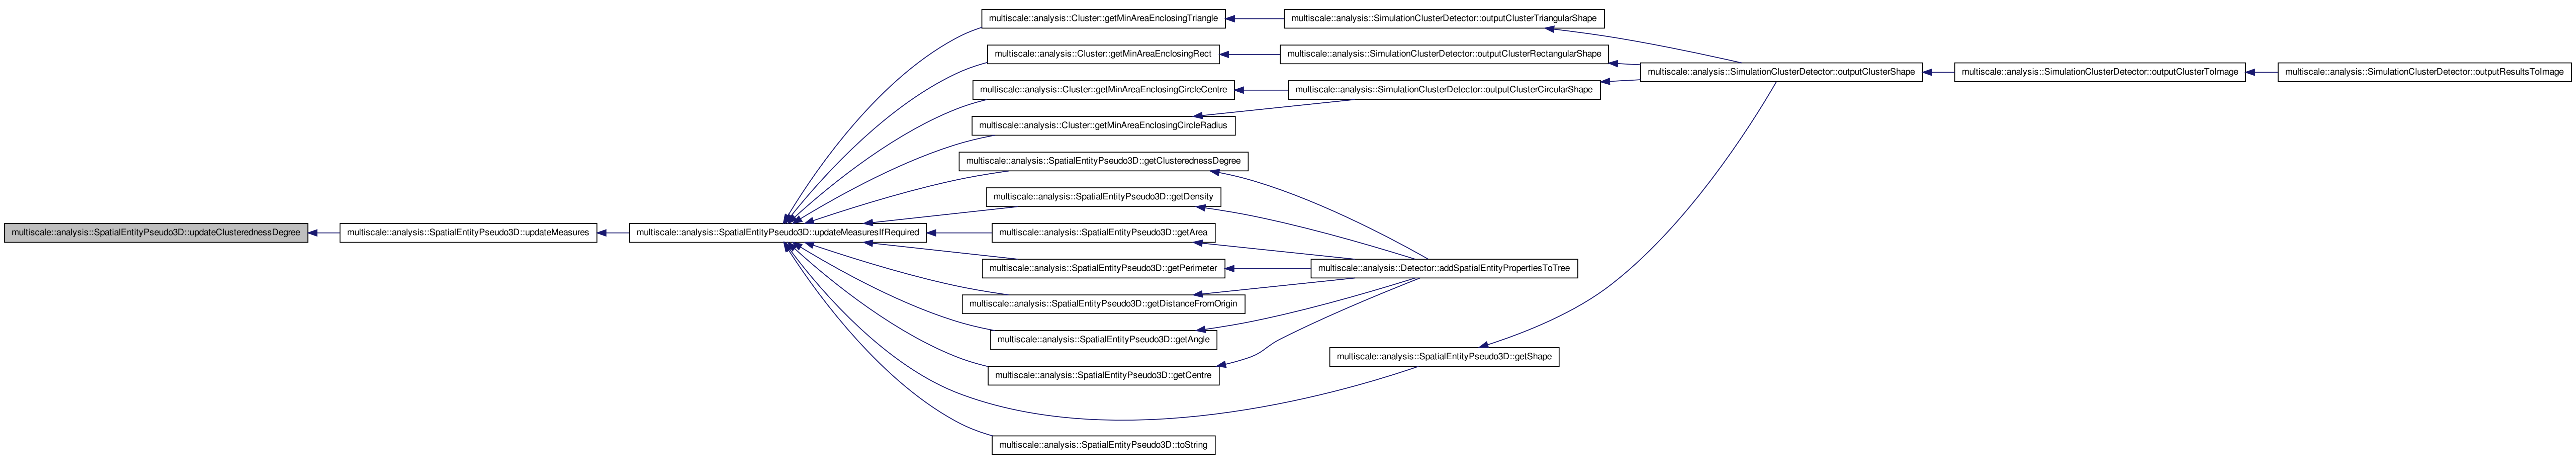 multiscale::analysis::Cluster::getMinAreaEnclosingTriangle
multiscale::analysis::SimulationClusterDetector::outputClusterTriangularShape
multiscale::analysis::Cluster::getMinAreaEnclosingRect
multiscale::analysis::SimulationClusterDetector::outputClusterRectangularShape
multiscale::analysis::SimulationClusterDetector::outputClusterShape
multiscale::analysis::SimulationClusterDetector::outputClusterToImage
multiscale::analysis::SimulationClusterDetector::outputResultsToImage
multiscale::analysis::Cluster::getMinAreaEnclosingCircleCentre
multiscale::analysis::SimulationClusterDetector::outputClusterCircularShape
multiscale::analysis::Cluster::getMinAreaEnclosingCircleRadius
multiscale::analysis::SpatialEntityPseudo3D::getClusterednessDegree
multiscale::analysis::SpatialEntityPseudo3D::getDensity
multiscale::analysis::SpatialEntityPseudo3D::updateClusterednessDegree
multiscale::analysis::SpatialEntityPseudo3D::updateMeasures
multiscale::analysis::SpatialEntityPseudo3D::updateMeasuresIfRequired
multiscale::analysis::SpatialEntityPseudo3D::getArea
multiscale::analysis::SpatialEntityPseudo3D::getPerimeter
multiscale::analysis::Detector::addSpatialEntityPropertiesToTree
multiscale::analysis::SpatialEntityPseudo3D::getDistanceFromOrigin
multiscale::analysis::SpatialEntityPseudo3D::getAngle
multiscale::analysis::SpatialEntityPseudo3D::getShape
multiscale::analysis::SpatialEntityPseudo3D::getCentre
multiscale::analysis::SpatialEntityPseudo3D::toString